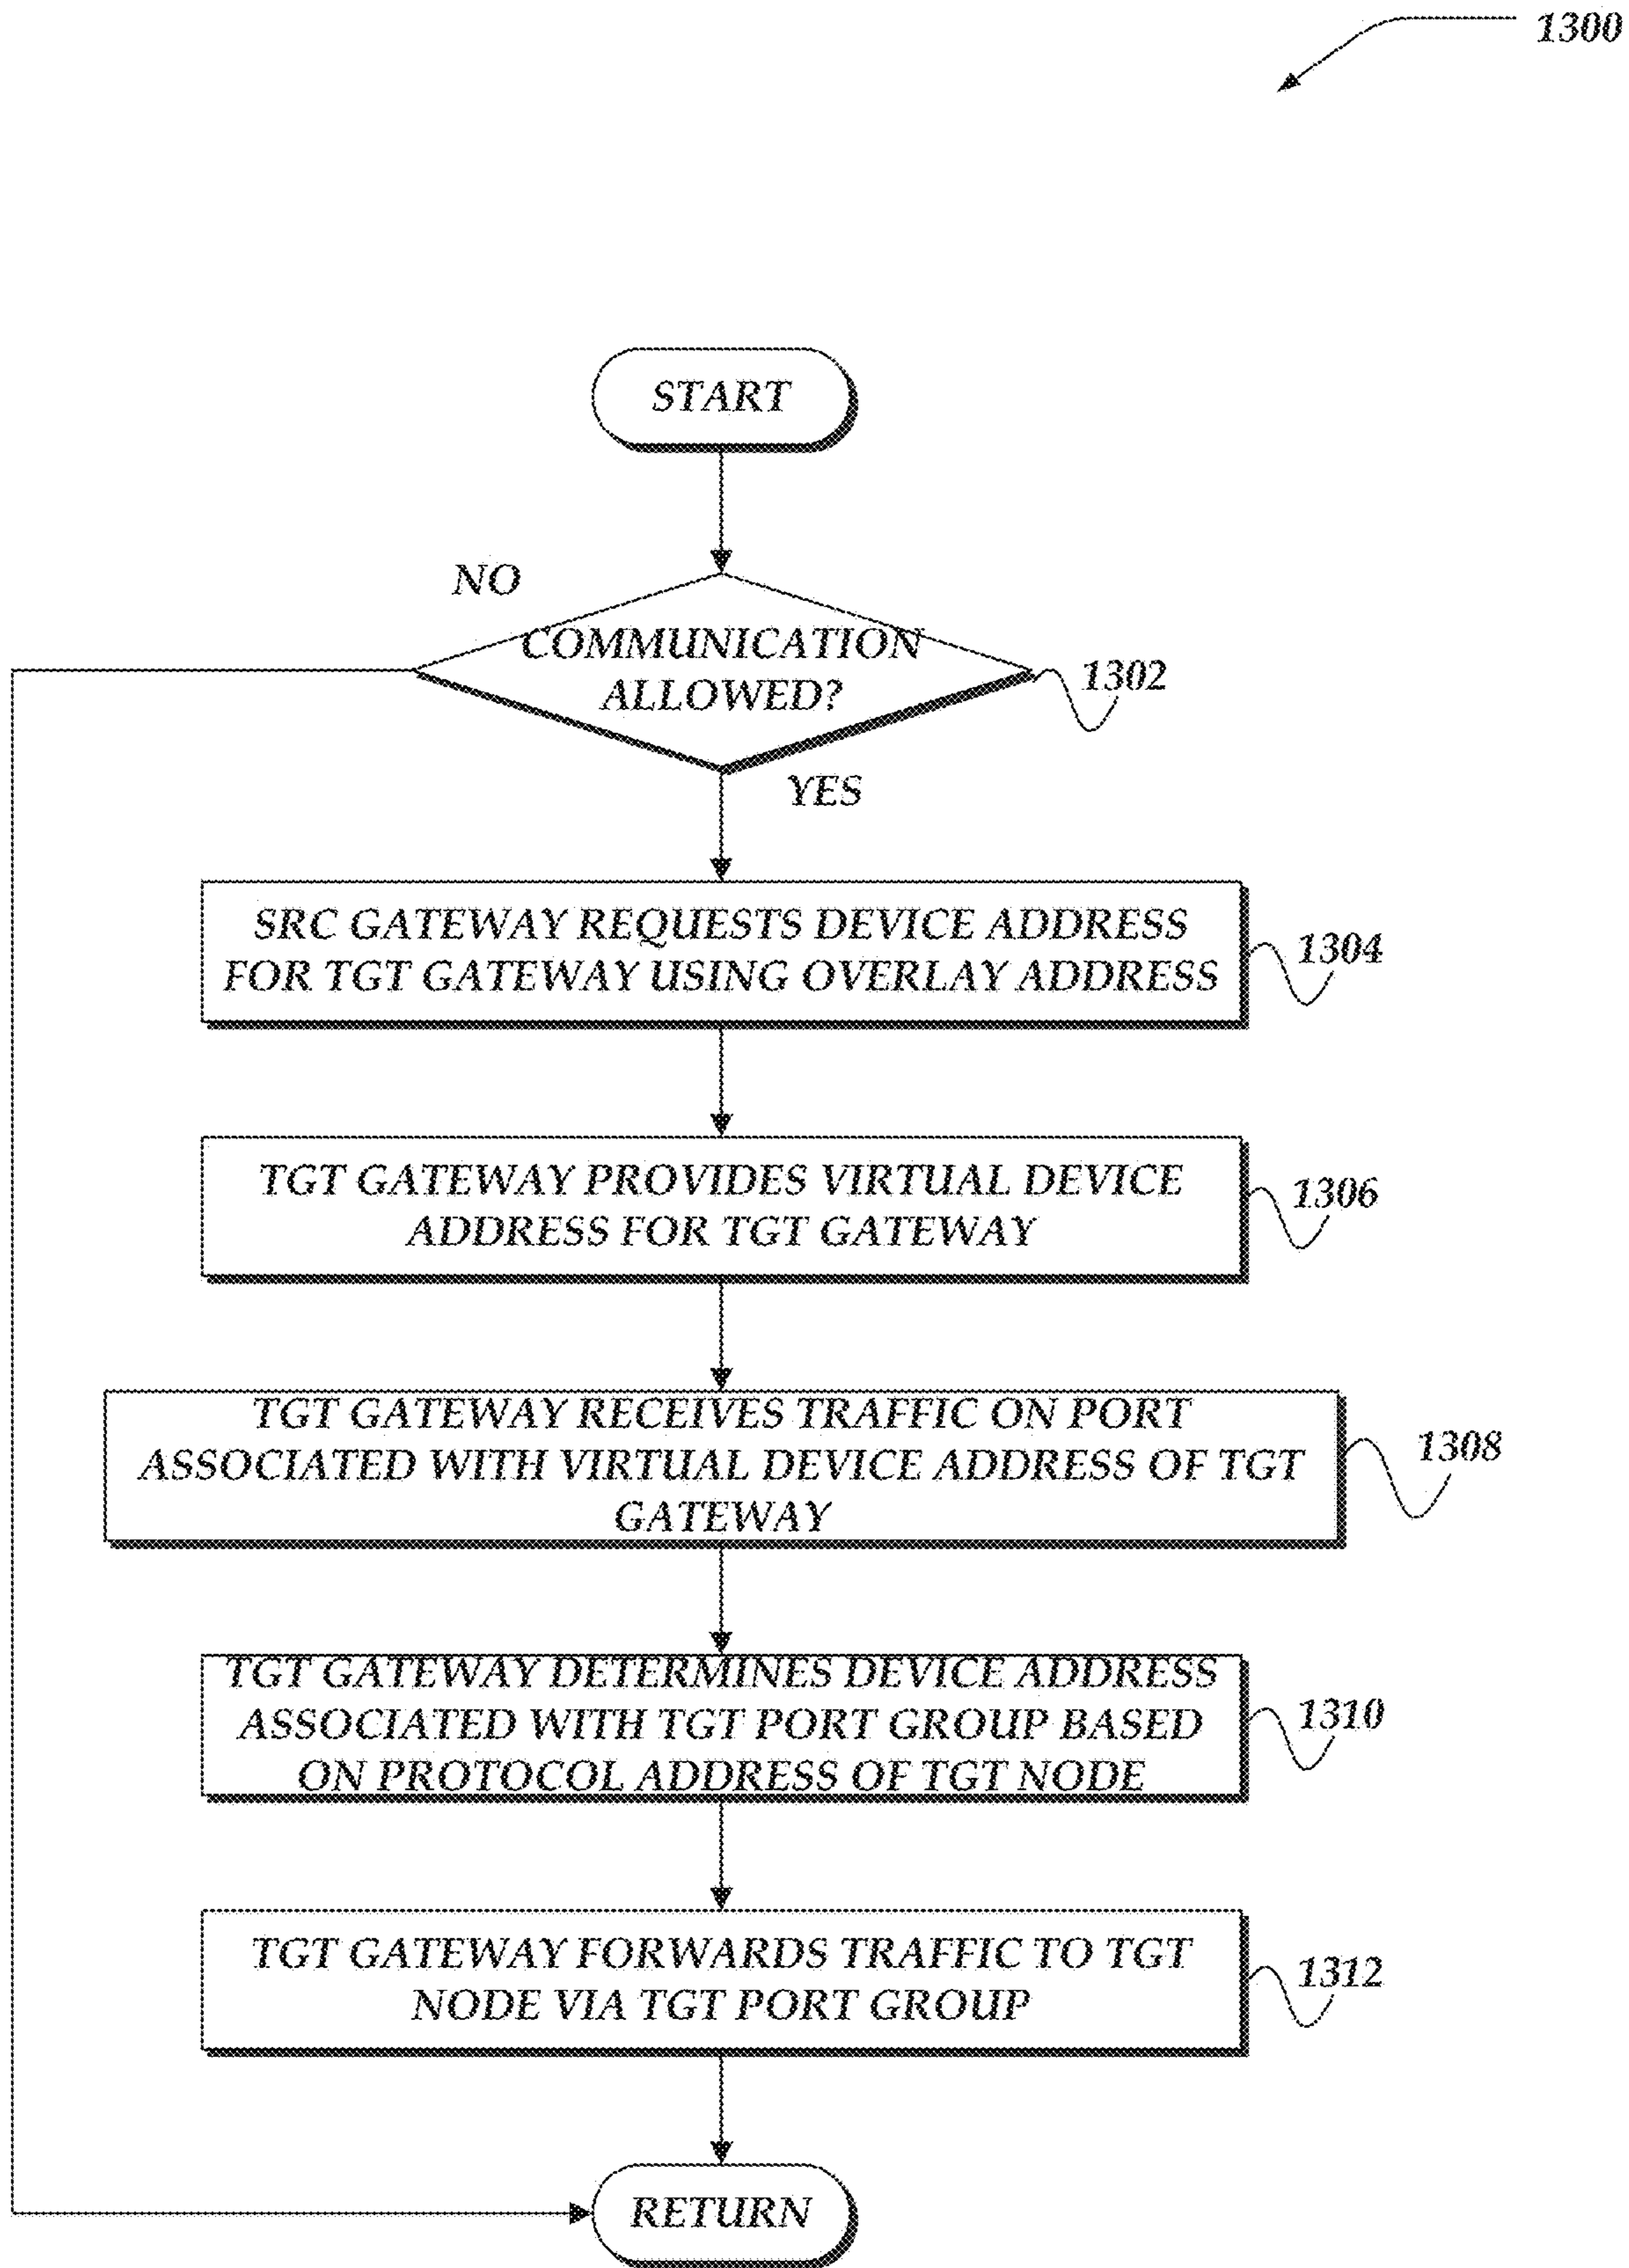 1300
START
NO
COMMUNICATION
ALLOWED?
1302
YES
SRC GATEWAY REQUESTS DEVICE ADDRESS
FOR TGT GATEWAY USING OVERLAY ADDRESS
1304
TGT GATEWAY PROVIDES VIRTUAL DEVICE
ADDRESS FOR TGT GATEWAY
1306
TGT GATEWAY RECEIVES TRAFFIC ON PORT
ASSOCIATED WITH VIRTUAL DEVICE ADDRESS OF TGT
GATEWAY
1308
TGT GATEWAY DETERMINES DEVICE ADDRESS
ASSOCIATED WITH TGT PORT GROUP BASED
ON PROTOCOL ADDRESS OF TGT NODE
1310
TGT GATEWAY FORWARDS TRAFFIC TO TGT
NODE VIA TGT PORT GROUP
1312
RETURN